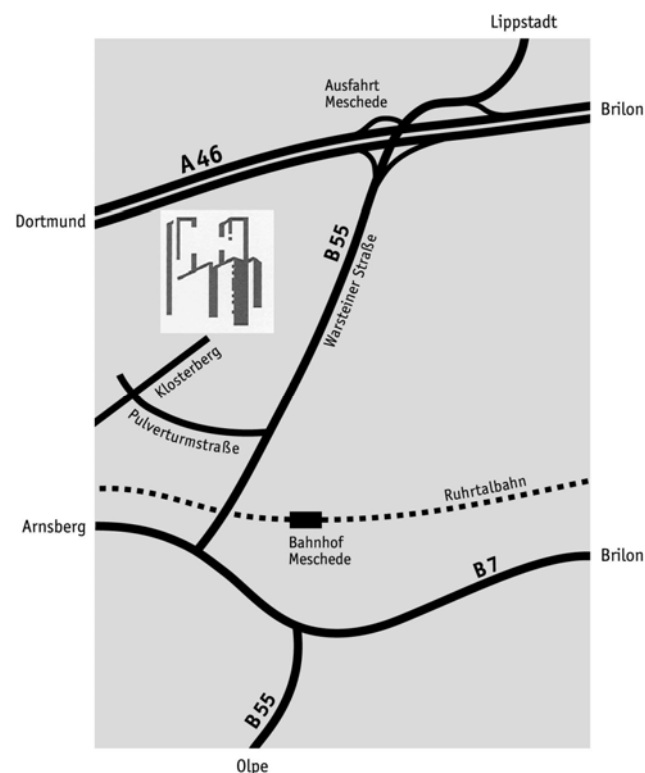 Lippstadt
Ausfahrt
Meschede
Brilon
A 46
Dortmund
B 55
Warsteiner Straße
Klosterberg
Pulverturmstraße
Ruhrtalbahn
Arnsberg
Bahnhof
Meschede
Brilon
B 7
B 55
Olpe